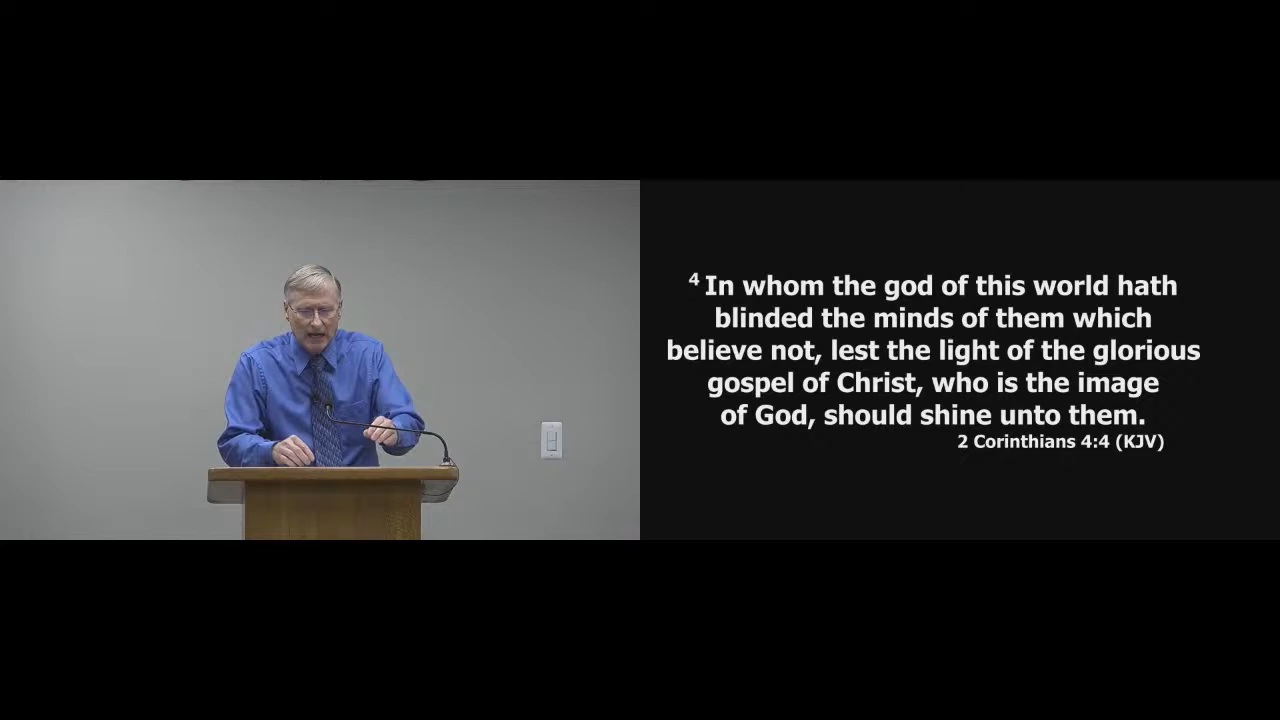 4 In whom the god of this world hath
blinded the minds of them which
believe not, lest the light of the glorious
gospel of Christ, who is the image
of God, should shine unto them.
2 Corinthians 4:4 (KJV)